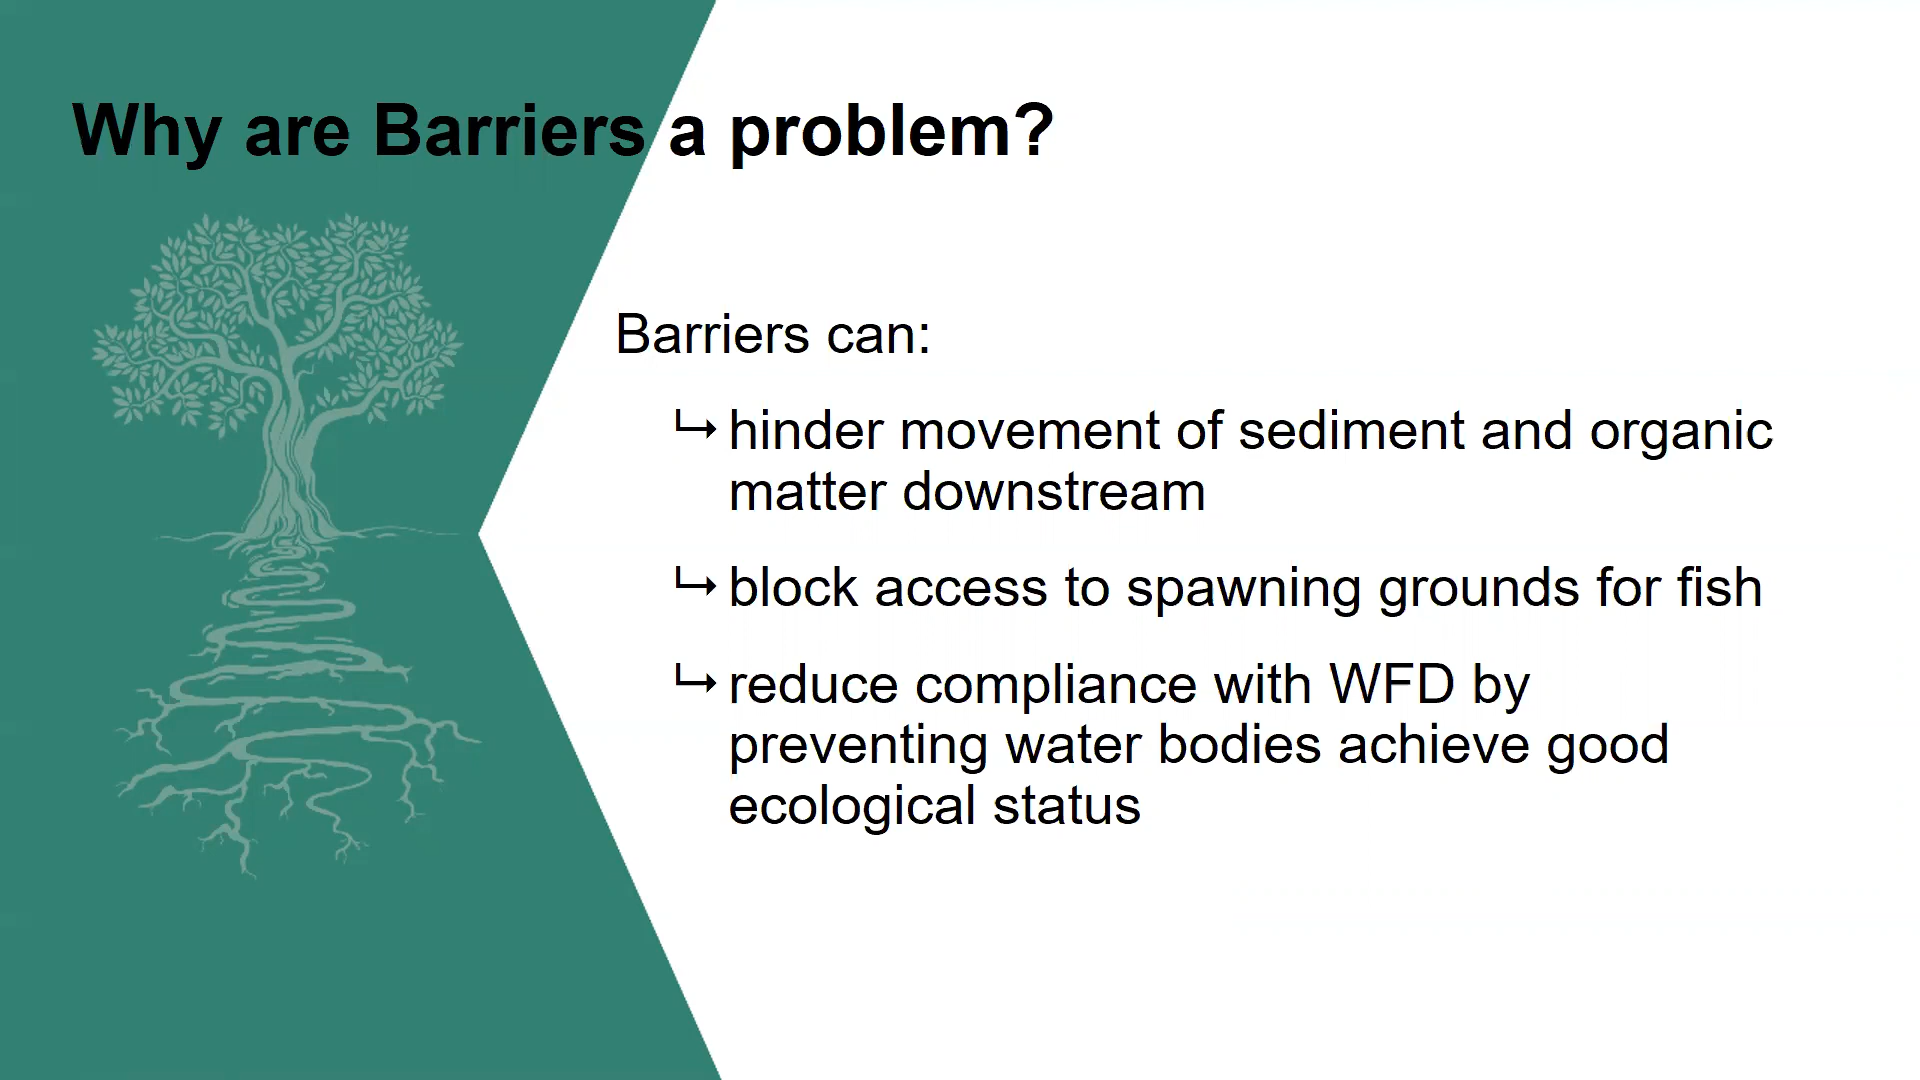 Why are Barriers a problem?
Barriers can:
↳ hinder movement of sediment and organic
matter downstream
↳ block access to spawning grounds for fish
↳ reduce compliance with WFD by
preventing water bodies achieve good
ecological status